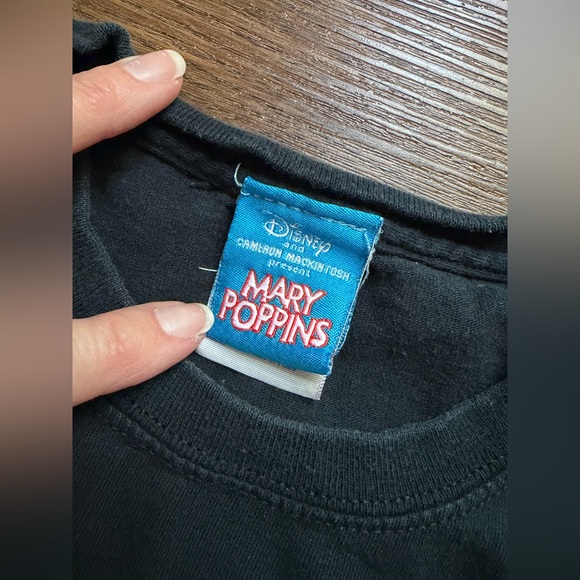 Disney
and
CAMERON MACKINTOSH
present
MARY
POPPINS